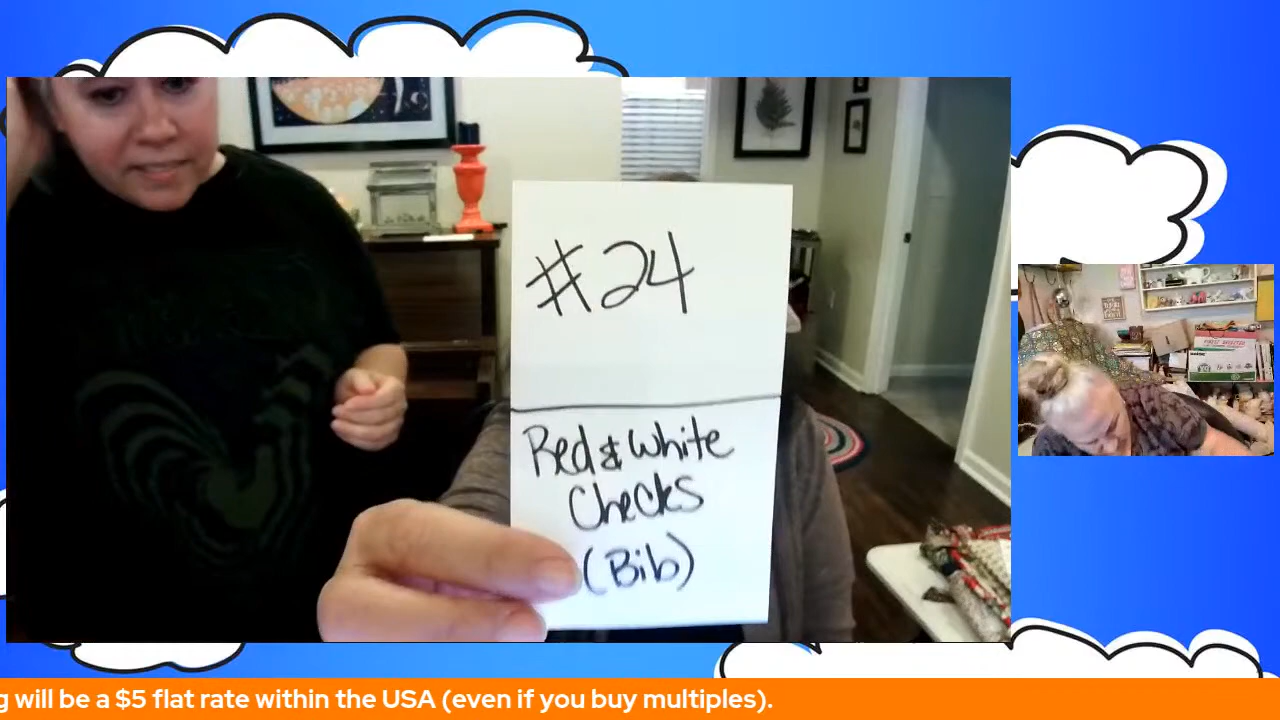 #24
Red & White
Checks
(Bib)
g will be a $5 flat rate within the USA (even if you buy multiples).